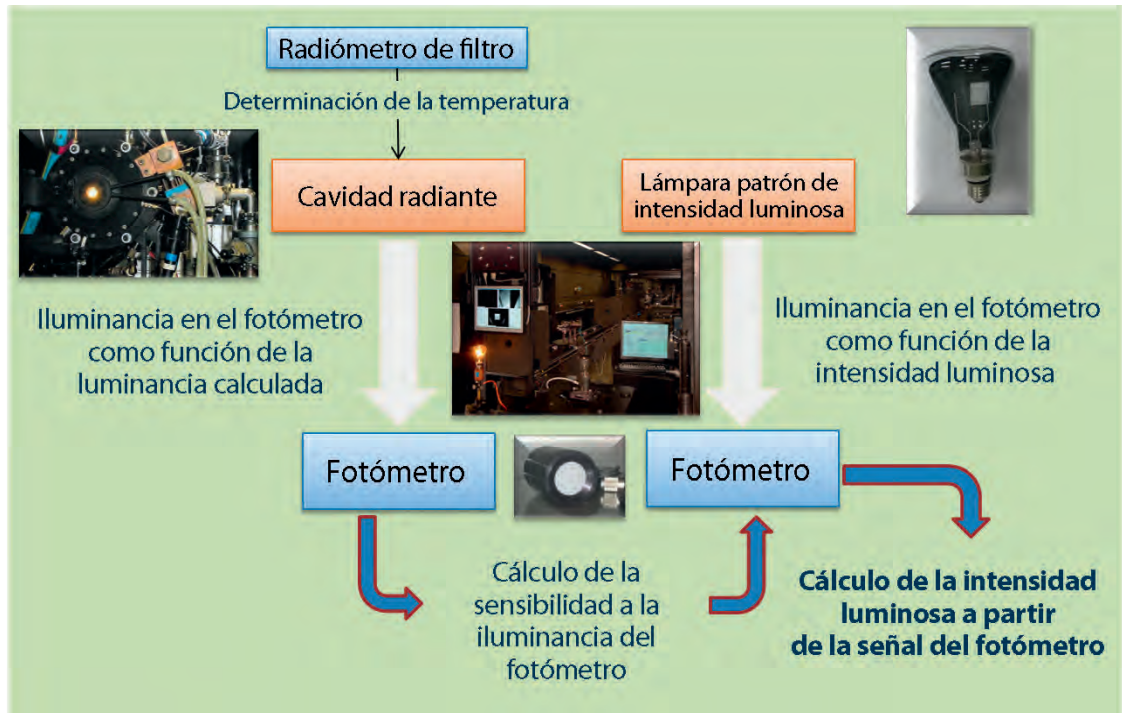 Radiómetro de filtro
Determinación de la temperatura
Cavidad radiante
Lámpara patrón de
intensidad luminosa
Iluminancia en el fotómetro
como función de la
luminancia calculada
Iluminancia en el fotómetro
como función de la
intensidad luminosa
Fotómetro
Fotómetro
Cálculo de la
sensibilidad a la
iluminancia del
fotómetro
Cálculo de la intensidad
luminosa a partir
de la señal del fotómetro